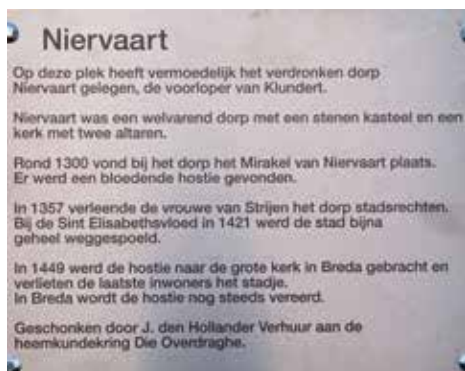 Niervaart
Op deze plek heeft vermoedelijk het verdronken dorp
Niervaart gelegen, de voorloper van Klundert.
Niervaart was een welvarend dorp met een stenen kasteel en een
kerk met twee altaren.
Rond 1300 vond bij het dorp het Mirakel van Niervaart plaats.
Er werd een bloedende hostie gevonden.
In 1357 verleende de vrouwe van Strijen het dorp stadsrechten.
Bij de Sint Elisabethsvloed in 1421 werd de stad bijna
geheel weggespoeld.
In 1449 werd de hostie naar de grote kerk in Breda gebracht en
verlieten de laatste inwoners het stadje.
In Breda wordt de hostie nog steeds vereerd.
Geschonken door J. den Hollander Verhuur aan de
heemkundekring Die Overdraghe.